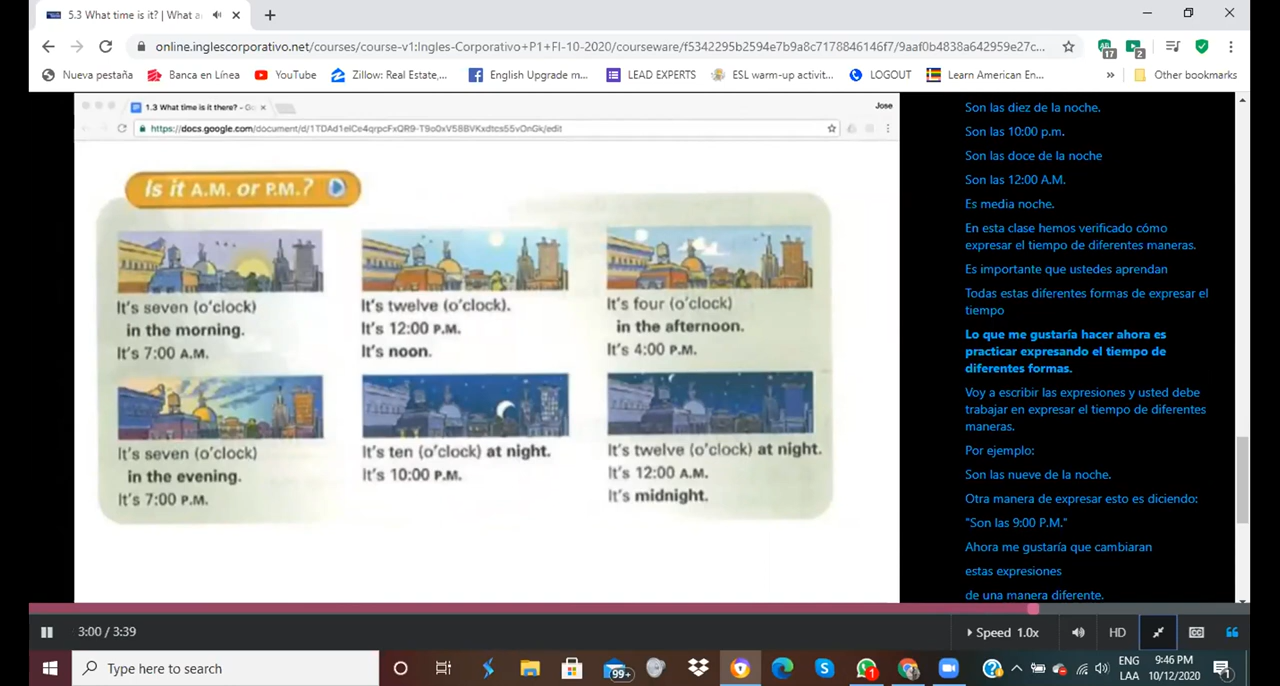 5.3 What time is it? | What a
online.inglescorporativo.net/courses/course-v1:Ingles-Corporativo+P1+FI-10-2020/courseware/f5342295b2594e7b9a8c7178846146f7/9aaf0b4838a642959e27c...
17
2
Nueva pestaña
Banca en Línea
YouTube
Zillow: Real Estate,...
English Upgrade m...
LEAD EXPERTS
ESL warm-up activit...
LOGOUT
Learn American En...
»
Other bookmarks
1.3 What time is it there? - Go
Jose
Is it A.M. or P.M.?
It's seven (o'clock)
in the morning.
It's 7:00 A.M.
It's twelve (o'clock).
It's 12:00 P.M.
It's noon.
It's four (o'clock)
in the afternoon.
It's 4:00 P.M.
It's seven (o'clock)
in the evening.
It's 7:00 P.M.
It's ten (o'clock) at night.
It's 10:00 P.M.
It's twelve (o'clock) at night.
It's 12:00 A.M.
It's midnight.
Son las diez de la noche.
Son las 10:00 p.m.
Son las doce de la noche
Son las 12:00 A.M.
Es media noche.
En esta clase hemos verificado cómo
expresar el tiempo de diferentes maneras.
Es importante que ustedes aprendan
Todas estas diferentes formas de expresar el
tiempo
Lo que me gustaría hacer ahora es
practicar expresando el tiempo de
diferentes formas.
Voy a escribir las expresiones y usted debe
trabajar en expresar el tiempo de diferentes
maneras.
Por ejemplo:
Son las nueve de la noche.
Otra manera de expresar esto es diciendo:
"Son las 9:00 P.M."
Ahora me gustaría que cambiaran
estas expresiones
de una manera diferente.
3:00 / 3:39
Speed 1.0x
HD
CC
Type here to search
99+
1
ENG
LAA
9:46 PM
10/12/2020
1